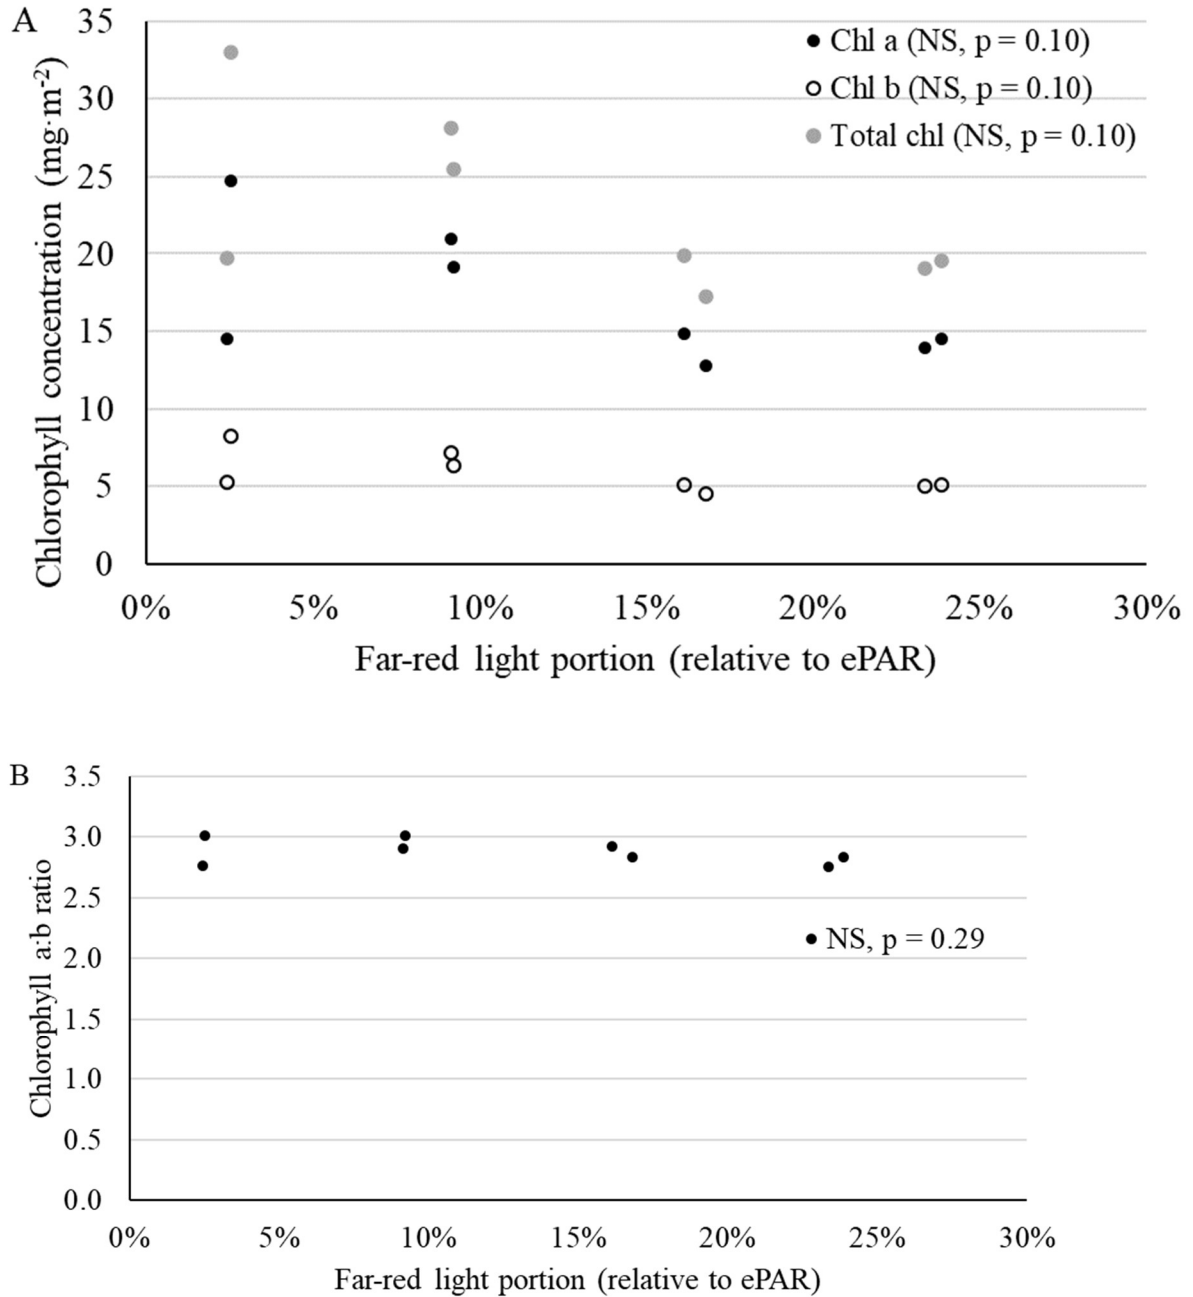 A
Chlorophyll concentration (mg·m-2)
35
30
25
20
15
10
5
0
Chl a (NS, p = 0.10)
Chl b (NS, p = 0.10)
Total chl (NS, p = 0.10)
0% 5% 10% 15% 20% 25% 30%
Far-red light portion (relative to ePAR)
B
Chlorophyll a:b ratio
3.5
3.0
2.5
2.0
1.5
1.0
0.5
0.0
NS, p = 0.29
0% 5% 10% 15% 20% 25% 30%
Far-red light portion (relative to ePAR)